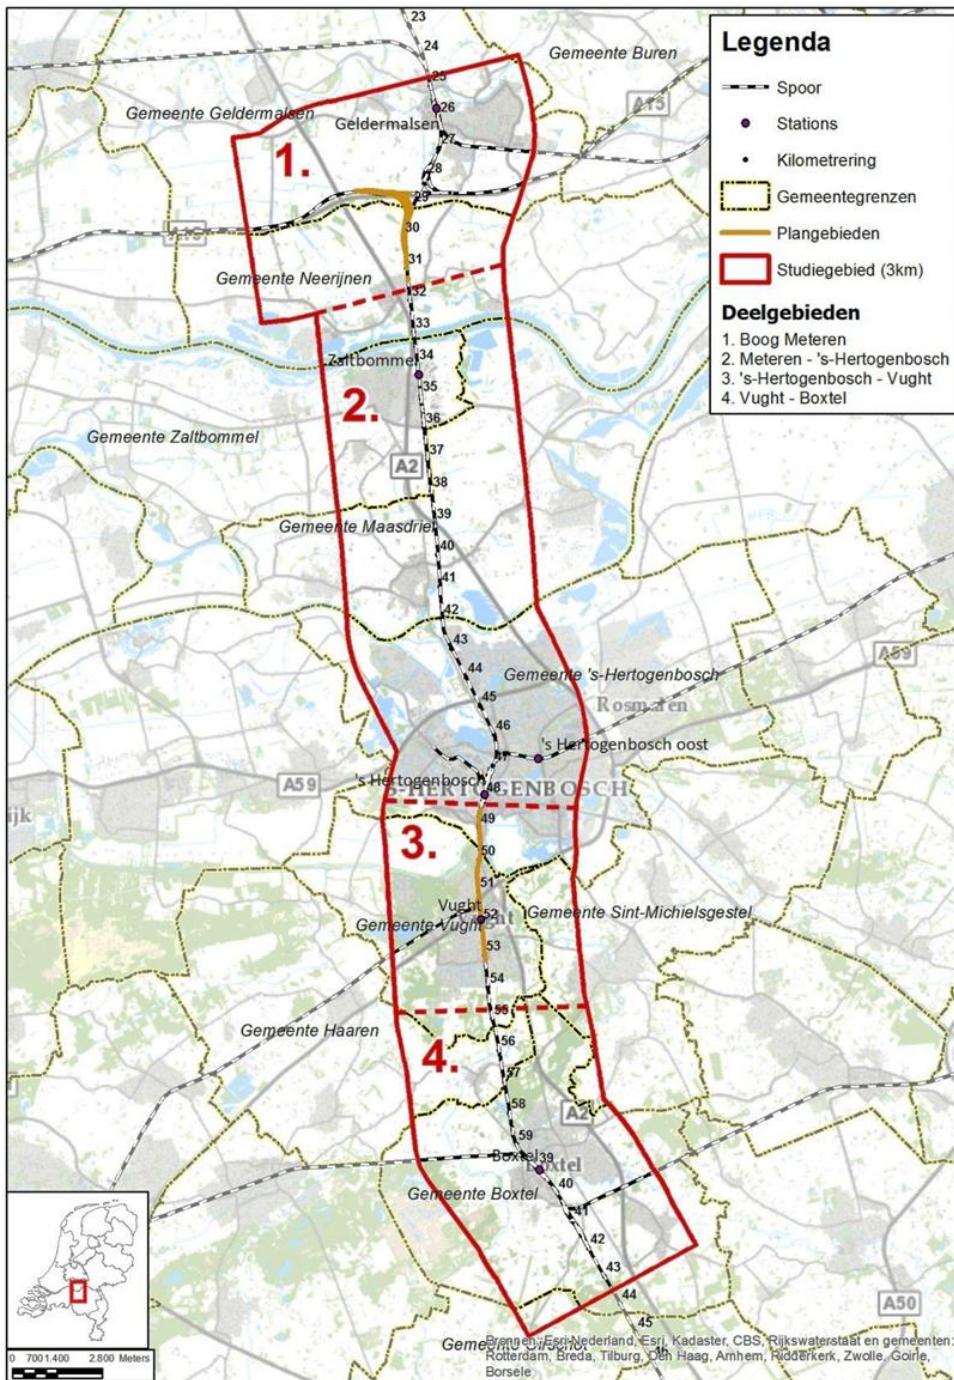 23
24
Gemeente Buren
25
A15
26
Gemeente Geldermalsen
Geldermalsen
27
1.
28
29
30
A15
31
Gemeente Neerijnen
32
33
34
Zaltbommel
35
2.
36
Gemeente Zaltbommel
37
A2
38
39
Gemeente Maasdriel
40
41
42
43
44
Gemeente 's-Hertogenbosch
A59
45
Rosmalen
46
's Hertogenbosch oost
47
's Hertogenbosch
A59
48
'S-HERTOGENBOSCH
49
3.
50
51
Vught
52
Gemeente Sint-Michielsgestel
Gemeente Vught
Vught
53
54
55
Gemeente Haaren
56
4.
57
58
A2
59
Boxtel
39
Boxtel
40
Gemeente Boxtel
41
42
43
44
A50
45
46
Legenda
Spoor
Stations
Kilometrering
Gemeentegrenzen
Plangebieden
Studiegebied (3km)
Deelgebieden
1. Boog Meteren
2. Meteren - 's-Hertogenbosch
3. 's-Hertogenbosch - Vught
4. Vught - Boxtel
0 700 1.400 2.800 Meters
Bronnen: Esri Nederland, Esri, Kadaster, CBS, Rijkswaterstaat en gemeenten:
Rotterdam, Breda, Tilburg, Den Haag, Arnhem, Ridderkerk, Zwolle, Goirle,
Borsele